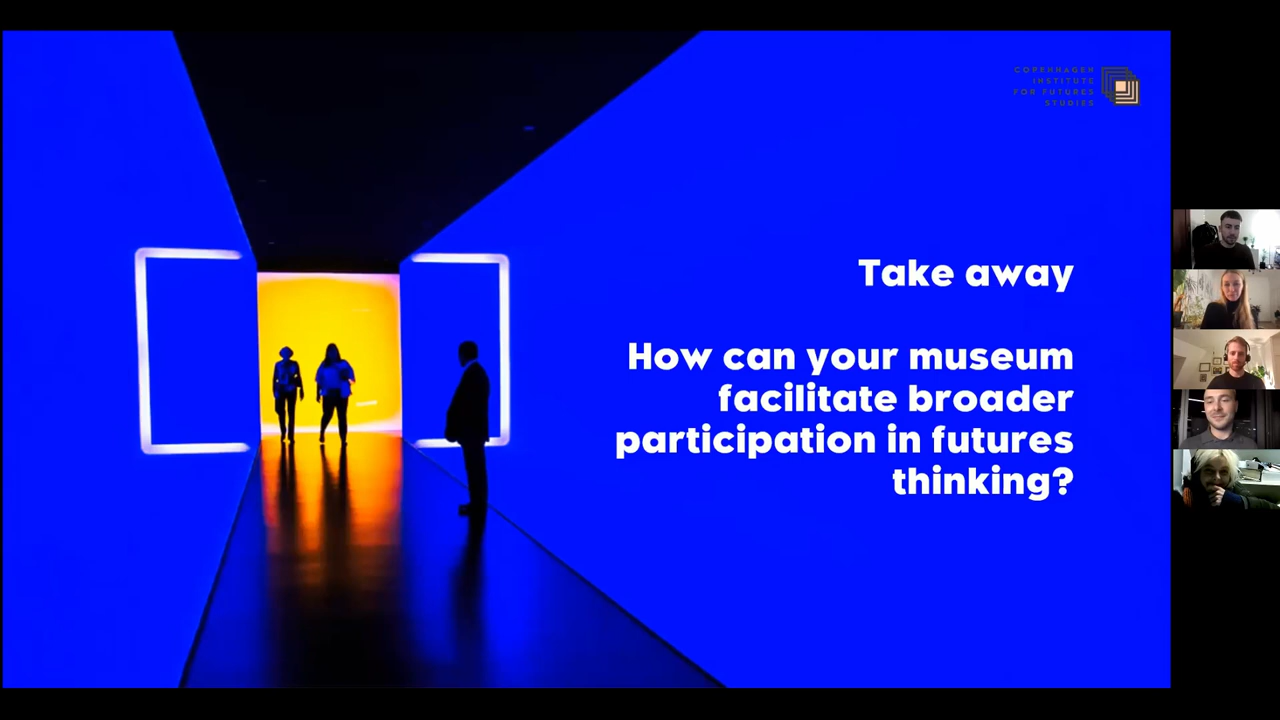 COPENHAGEN
INSTITUTE
FOR FUTURES
STUDIES
Take away
How can your museum
facilitate broader
participation in futures
thinking?